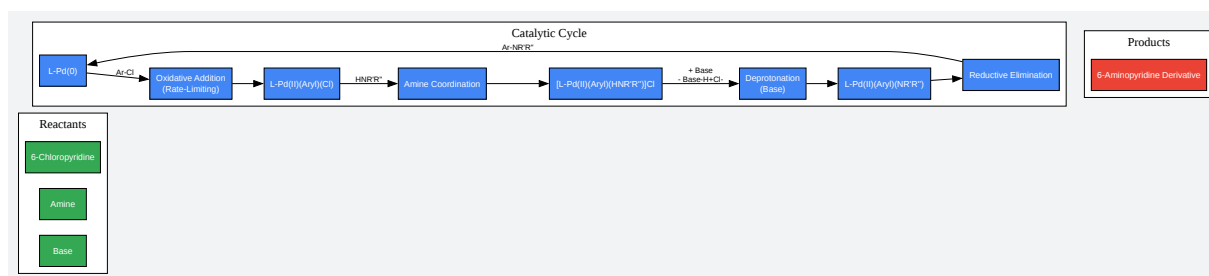 Catalytic Cycle
Ar-NR'R"
L-Pd(0)
Ar-Cl
Oxidative Addition
(Rate-Limiting)
L-Pd(II)(Aryl)(Cl)
HNR'R"
Amine Coordination
[L-Pd(II)(Aryl)(HNR'R")]Cl
+ Base
- Base-H+Cl-
Deprotonation
(Base)
L-Pd(II)(Aryl)(NR'R")
Reductive Elimination
Products
6-Aminopyridine Derivative
Reactants
6-Chloropyridine
Amine
Base